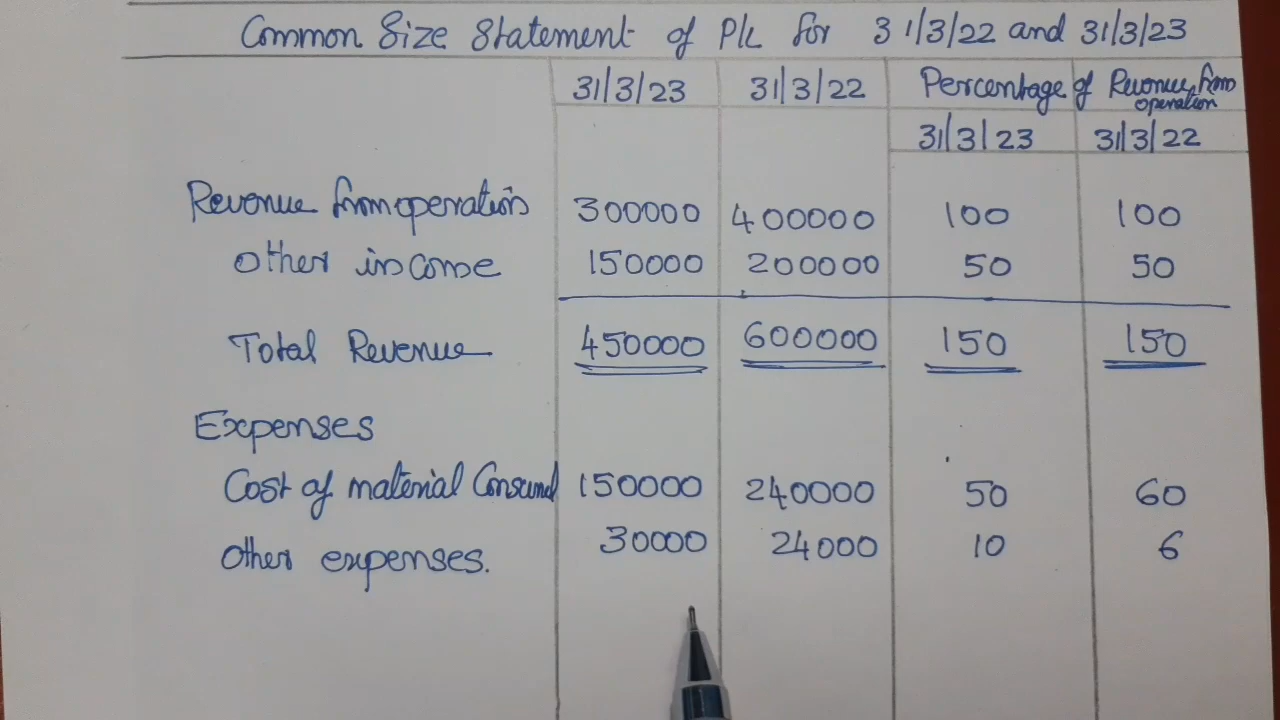 Common Size Statement of P/L for 31/3/22 and 31/3/23
31/3/23 31/3/22 Percentage of Revenue from operation
31/3/23 31/3/22
Revenue from operations 300000 400000 100 100
Other income 150000 200000 50 50
Total Revenue 450000 600000 150 150
Expenses
Cost of material Consumed 150000 240000 50 60
Other expenses. 30000 24000 10 6